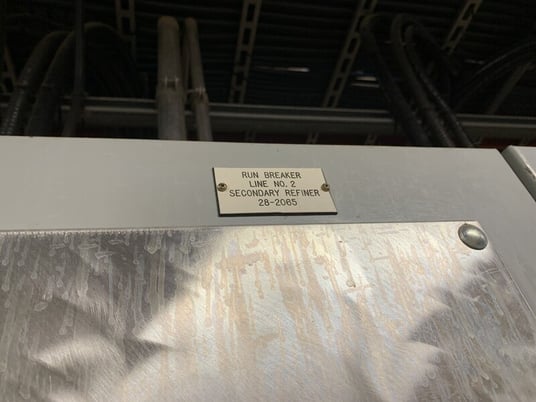 RUN BREAKER
LINE NO. 2
SECONDARY REFINER
28-2065